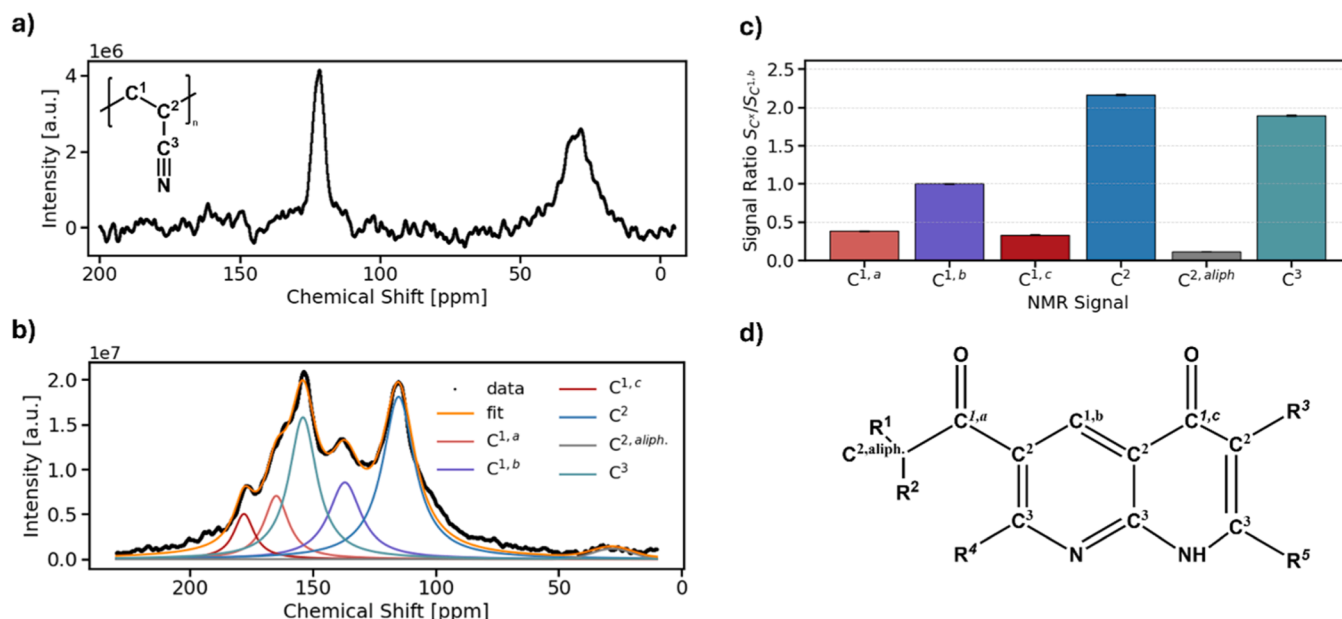 a)
1e6
Intensity [a.u.]
4
2
0
C1
C2
n
C3
N
200 150 100 50 0
Chemical Shift [ppm]
b)
1e7
Intensity [a.u.]
2.0
1.5
1.0
0.5
0.0
data
fit
C1,a
C1,b
C1,c
C2
C2,aliph.
C3
200 150 100 50 0
Chemical Shift [ppm]
c)
Signal Ratio SCx/SC1,b
2.5
2.0
1.5
1.0
0.5
0.0
C1,a C1,b C1,c C2 C2,aliph C3
NMR Signal
d)
O O
R1 C1,a C1,b C1,c R3
C2,aliph. C2 C2 C2
R2
C3 C3 C3
R4 N NH R5